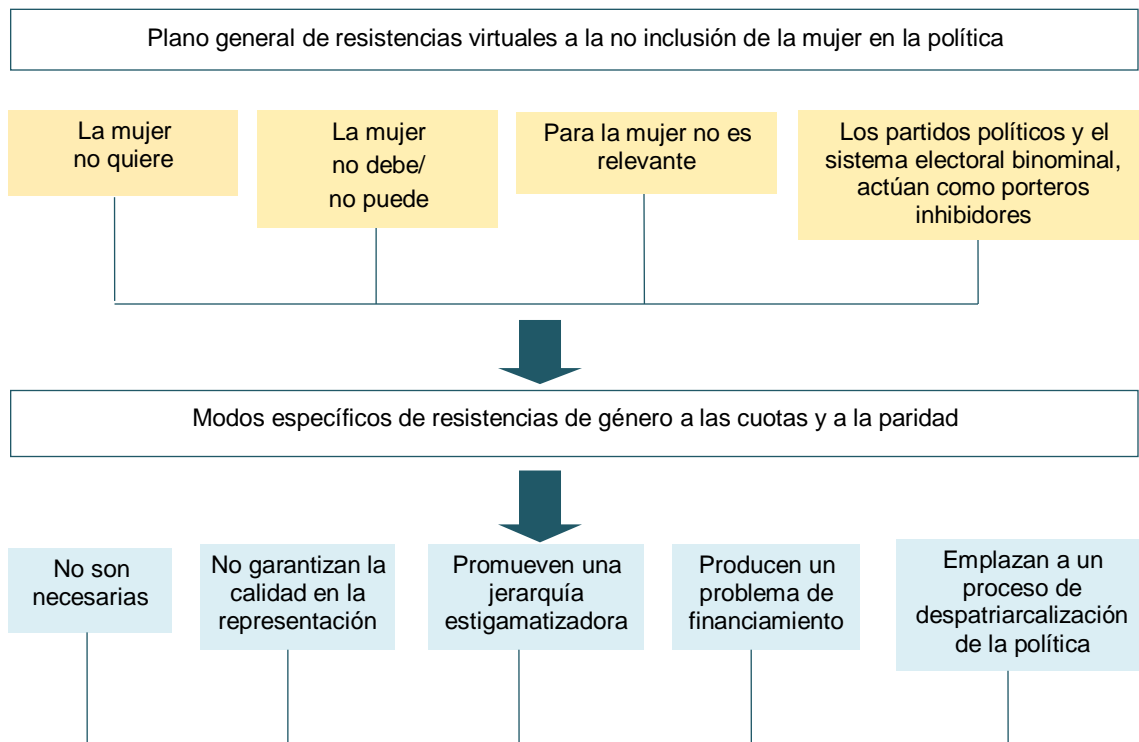 Plano general de resistencias virtuales a la no inclusión de la mujer en la política
La mujer
no quiere
La mujer
no debe/
no puede
Para la mujer no es
relevante
Los partidos políticos y el
sistema electoral binominal,
actúan como porteros
inhibidores
Modos específicos de resistencias de género a las cuotas y a la paridad
No son
necesarias
No garantizan la
calidad en la
representación
Promueven una
jerarquía
estigamatizadora
Producen un
problema de
financiamiento
Emplazan a un
proceso de
despatriarcalización
de la política